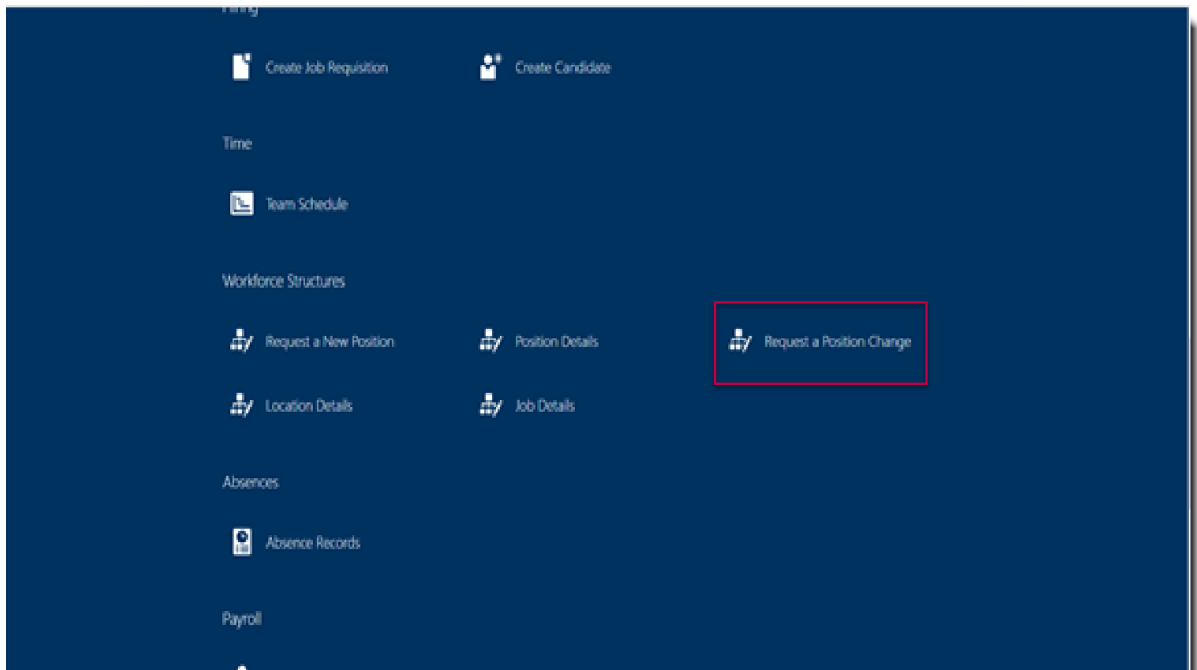 Hiring
Create Job Requisition
Create Candidate
Time
Team Schedule
Workforce Structures
Request a New Position
Position Details
Request a Position Change
Location Details
Job Details
Absences
Absence Records
Payroll